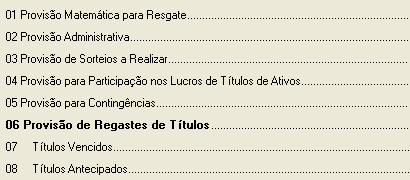 01 Provisão Matemática para Resgate
02 Provisão Administrativa
03 Provisão de Sorteios a Realizar
04 Provisão para Participação nos Lucros de Títulos de Ativos
05 Provisão para Contingências
06 Provisão de Regastes de Títulos
07 Títulos Vencidos
08 Títulos Antecipados